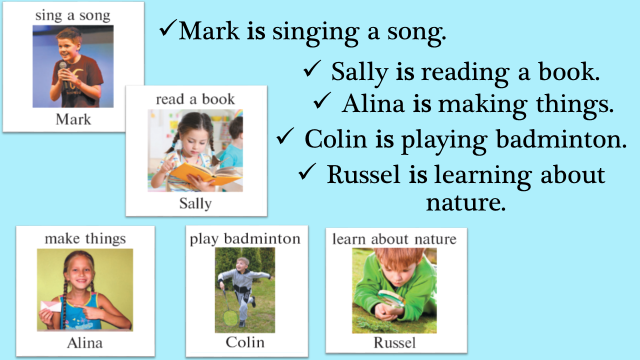 sing a song
Mark
✓Mark is singing a song.
✓ Sally is reading a book.
✓ Alina is making things.
✓ Colin is playing badminton.
✓ Russel is learning about
nature.
read a book
Sally
make things
Alina
play badminton
Colin
learn about nature
Russel